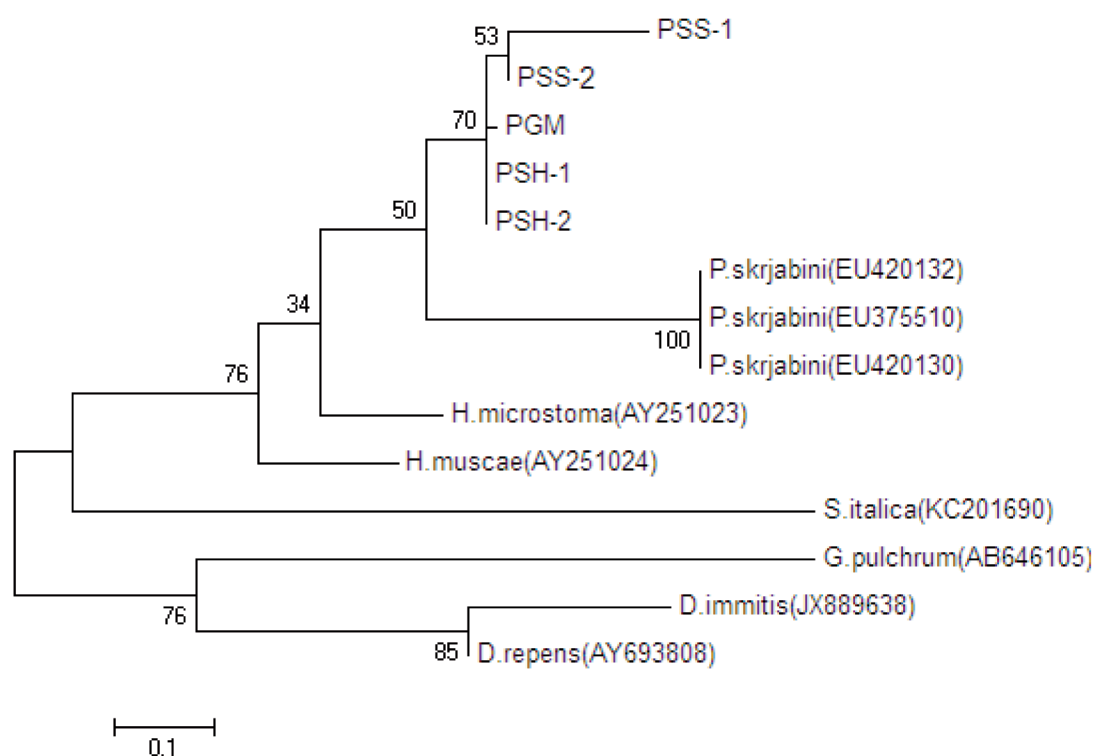 53
PSS-1
PSS-2
70
PGM
PSH-1
50
PSH-2
P.skrjabini(EU420132)
34
P.skrjabini(EU375510)
100
P.skrjabini(EU420130)
76
H.microstoma(AY251023)
H.muscae(AY251024)
S.italica(KC201690)
G.pulchrum(AB646105)
76
D.immitis(JX889638)
85
D.repens(AY693808)
0.1